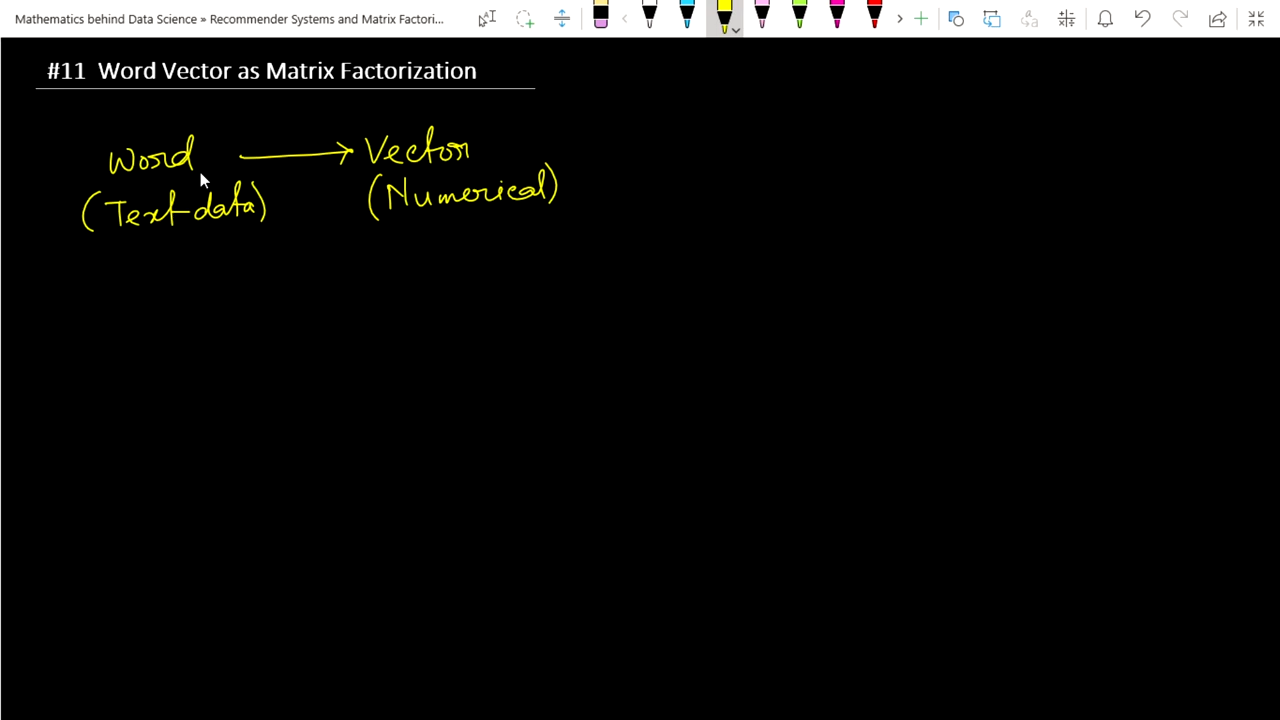 Mathematics behind Data Science » Recommender Systems and Matrix Factori...
#11 Word Vector as Matrix Factorization
Word → Vector
(Text data) (Numerical)